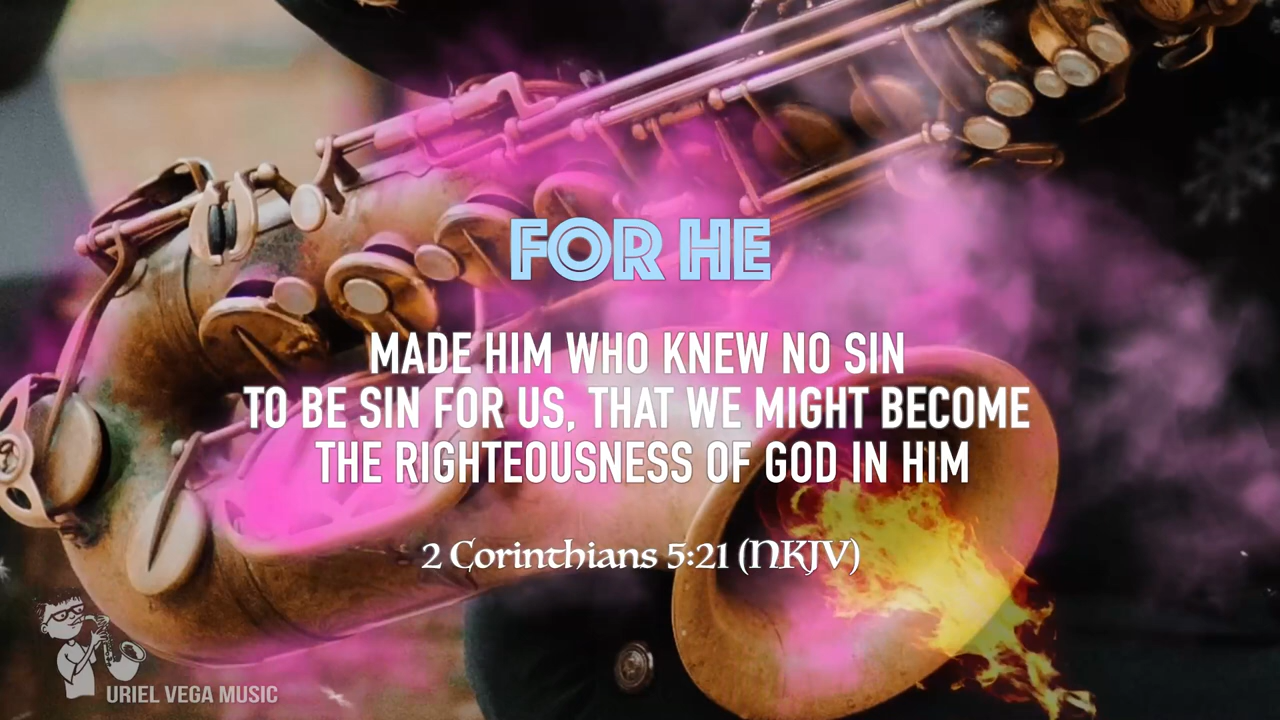 FOR HE
MADE HIM WHO KNEW NO SIN
TO BE SIN FOR US, THAT WE MIGHT BECOME
THE RIGHTEOUSNESS OF GOD IN HIM
2 Corinthians 5:21 (NKJV)
URIEL VEGA MUSIC